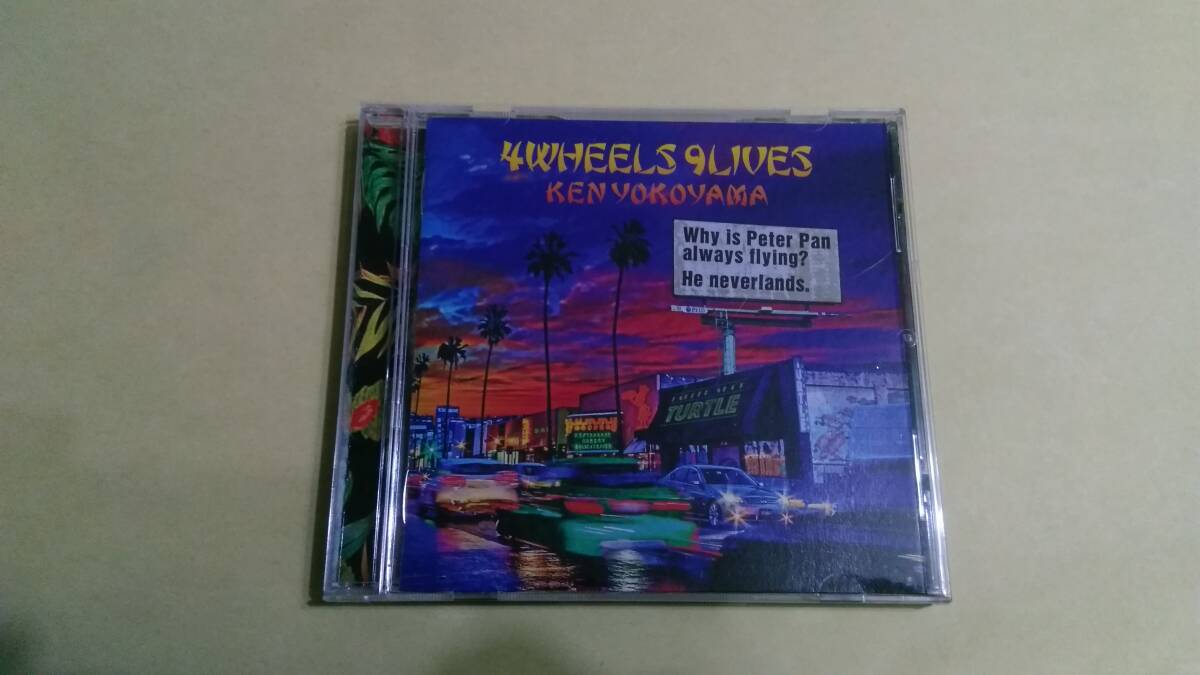 4WHEELS 9LIVES
KEN YOKOYAMA
Why is Peter Pan
always flying?
He neverlands.
TURTLE